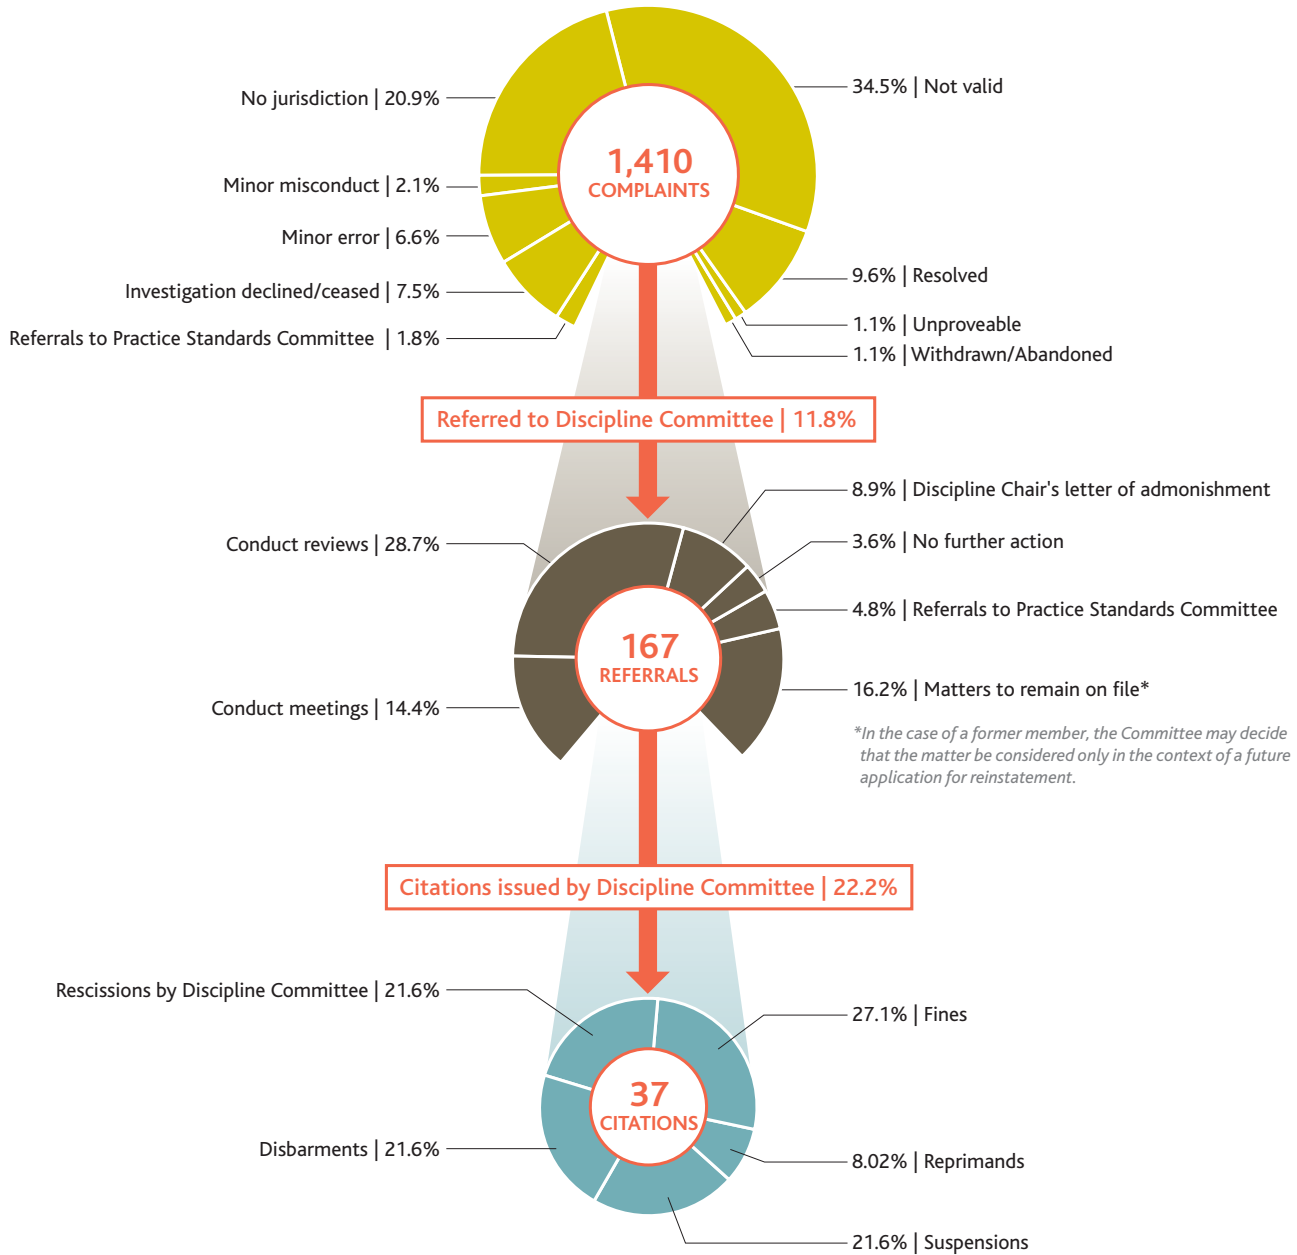 No jurisdiction | 20.9%
Minor misconduct | 2.1%
Minor error | 6.6%
Investigation declined/ceased | 7.5%
Referrals to Practice Standards Committee | 1.8%
1,410
COMPLAINTS
34.5% | Not valid
9.6% | Resolved
1.1% | Unproveable
1.1% | Withdrawn/Abandoned
Referred to Discipline Committee | 11.8%
Conduct reviews | 28.7%
Conduct meetings | 14.4%
167
REFERRALS
8.9% | Discipline Chair's letter of admonishment
3.6% | No further action
4.8% | Referrals to Practice Standards Committee
16.2% | Matters to remain on file*
*In the case of a former member, the Committee may decide
that the matter be considered only in the context of a future
application for reinstatement.
Citations issued by Discipline Committee | 22.2%
Rescissions by Discipline Committee | 21.6%
Disbarments | 21.6%
37
CITATIONS
27.1% | Fines
8.02% | Reprimands
21.6% | Suspensions